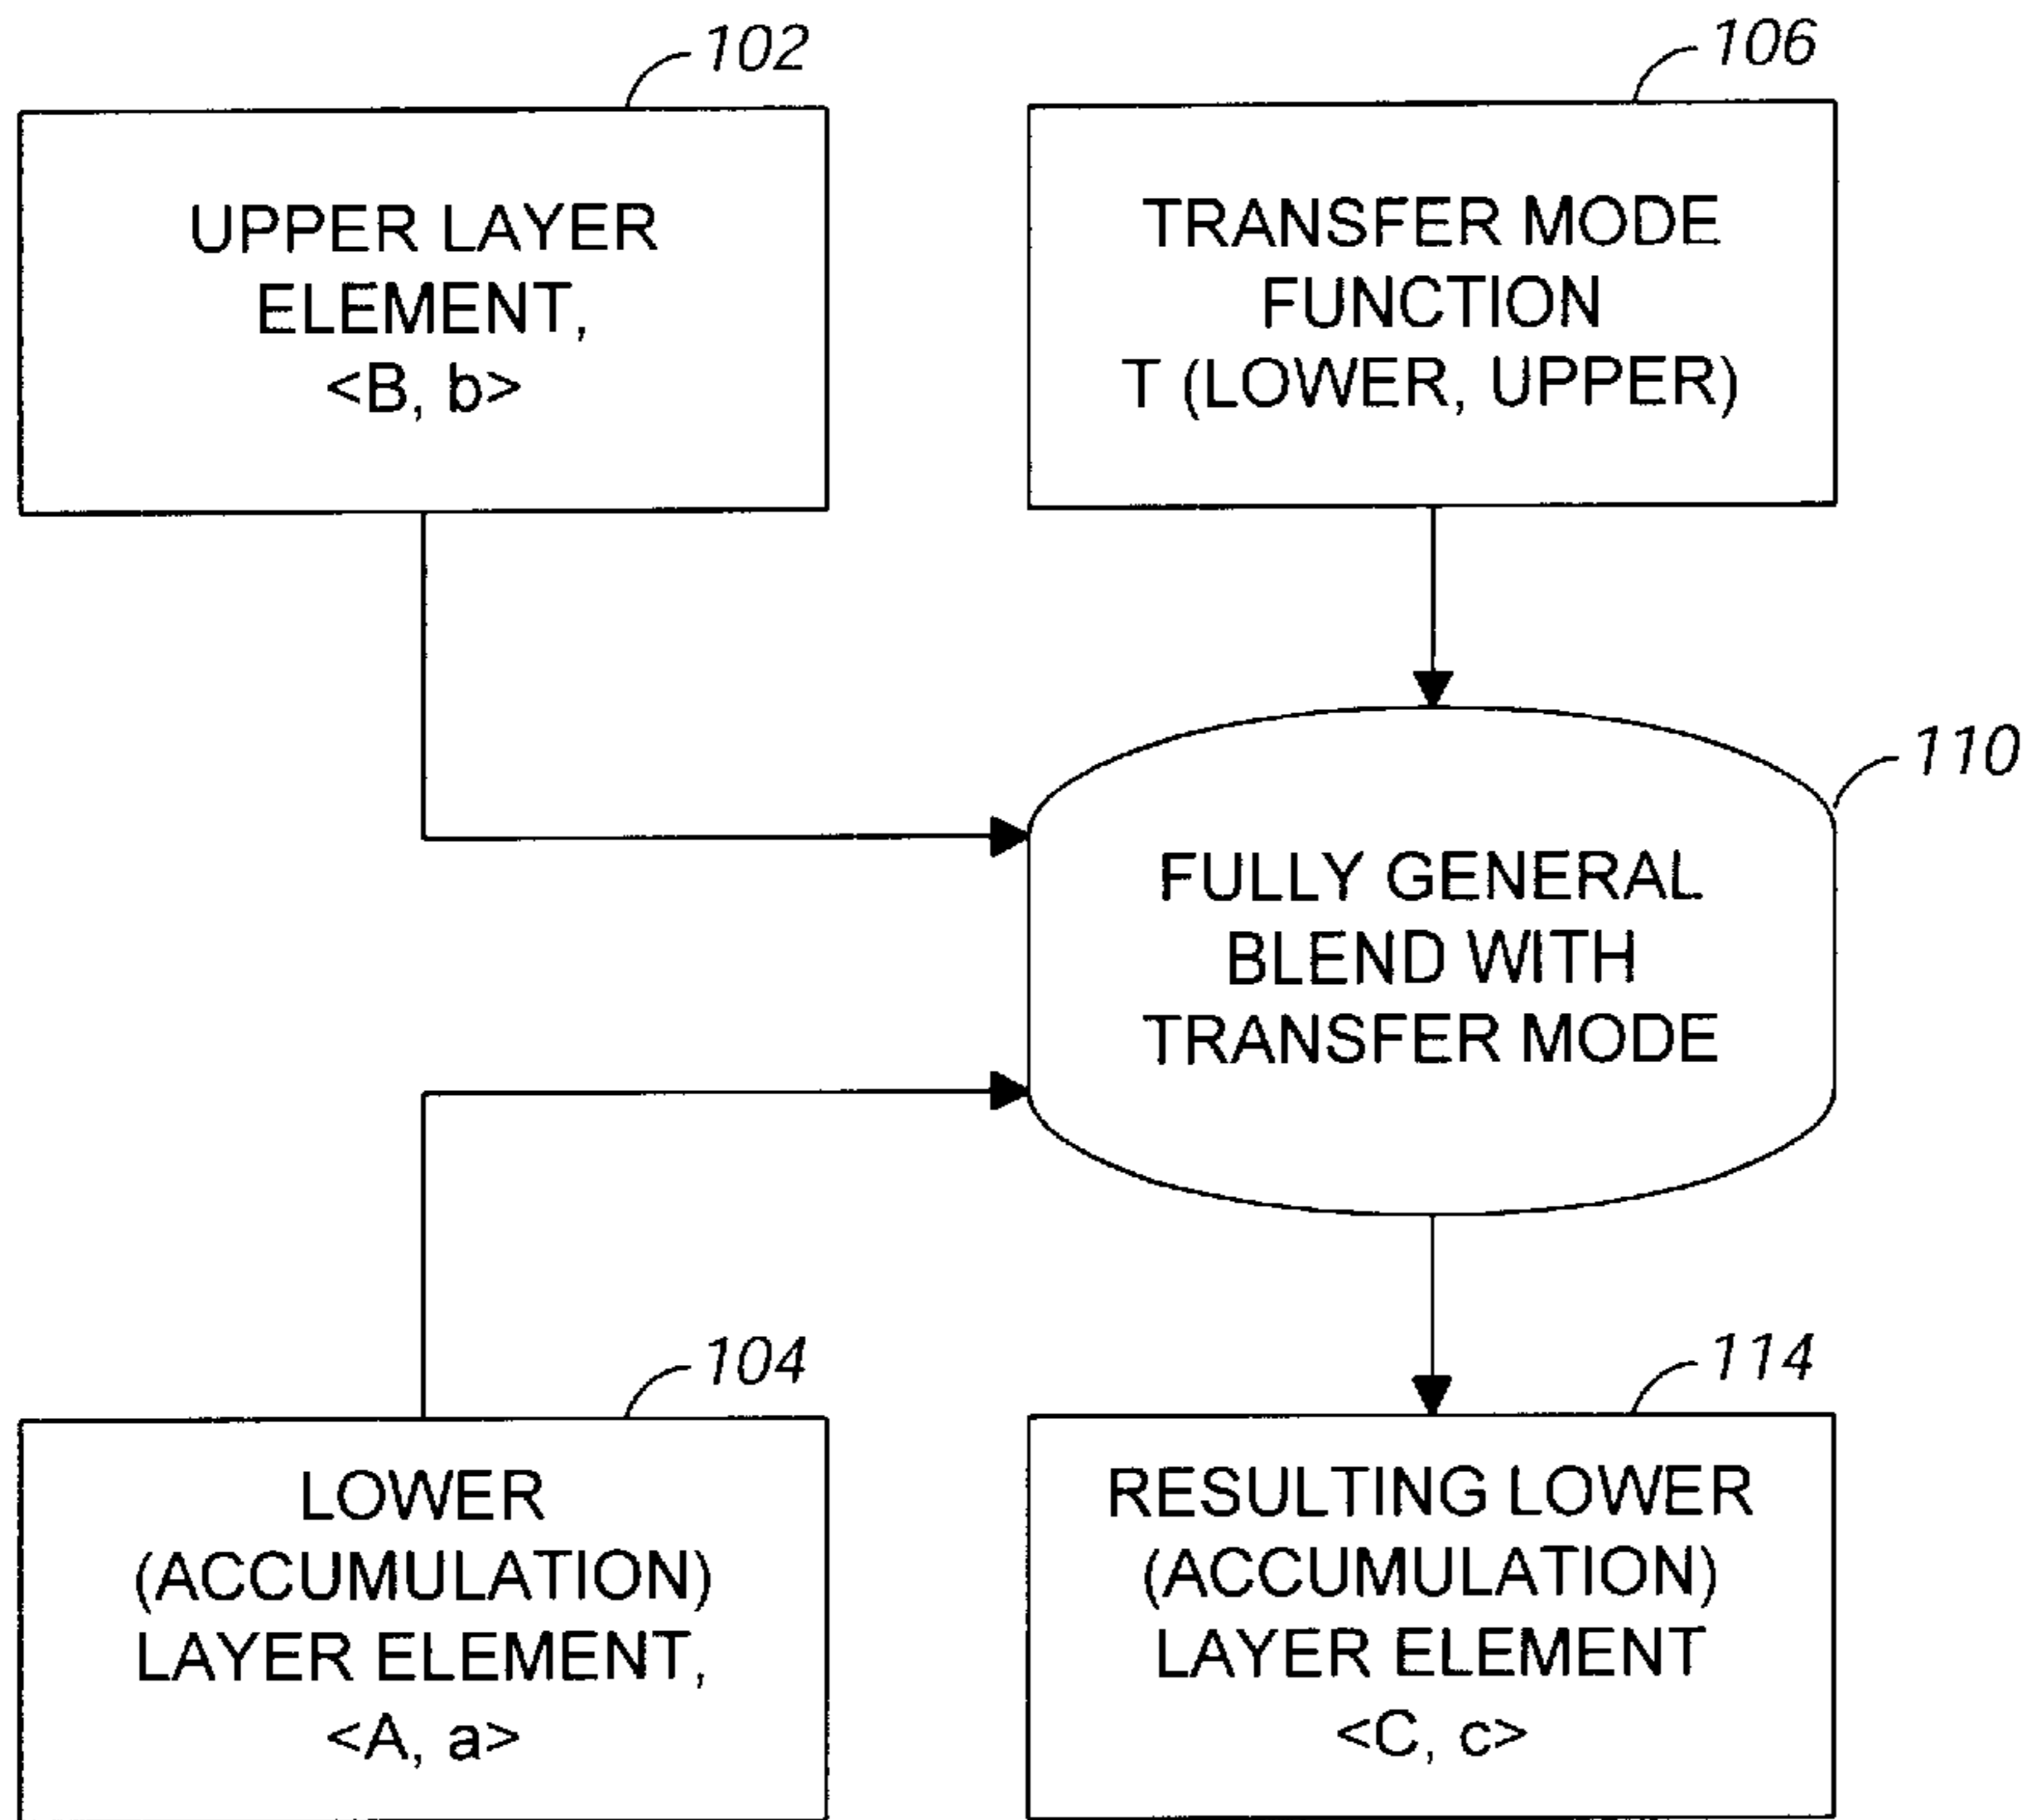 102
UPPER LAYER
ELEMENT,
<B, b>
106
TRANSFER MODE
FUNCTION
T (LOWER, UPPER)
110
FULLY GENERAL
BLEND WITH
TRANSFER MODE
104
LOWER
(ACCUMULATION)
LAYER ELEMENT,
<A, a>
114
RESULTING LOWER
(ACCUMULATION)
LAYER ELEMENT
<C, c>